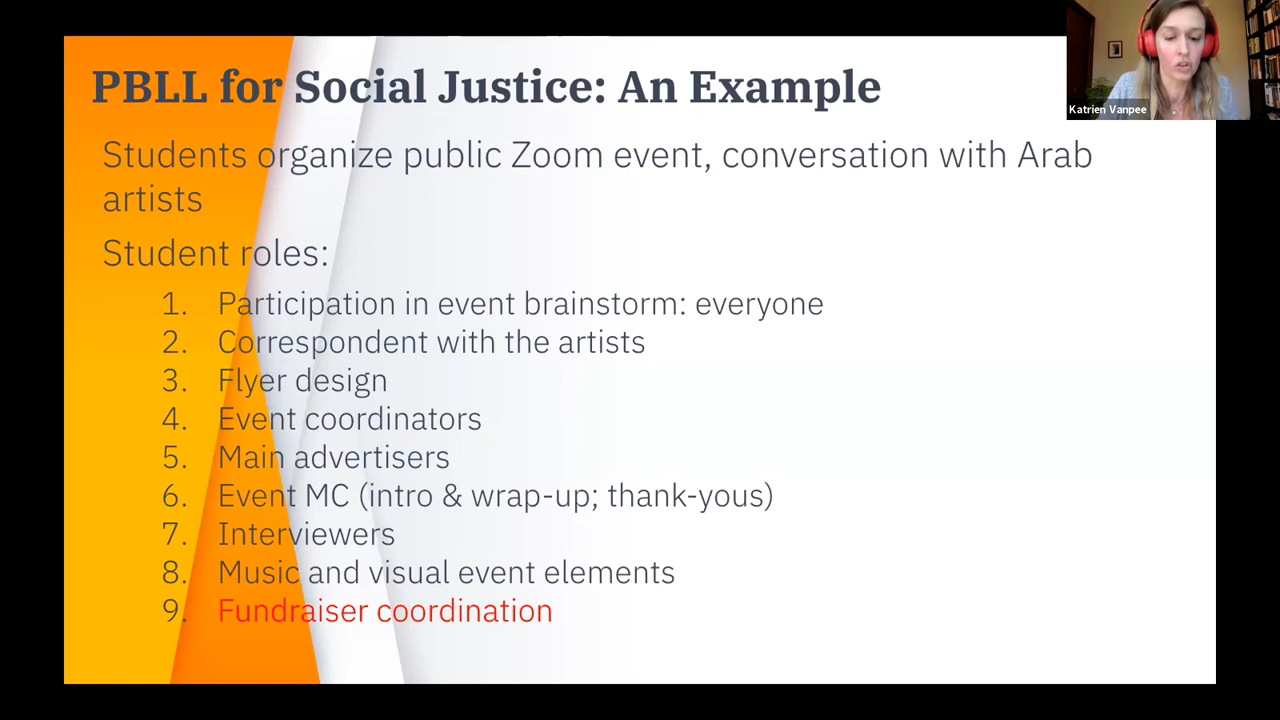 PBLL for Social Justice: An Example
Katrien Vanpee
Students organize public Zoom event, conversation with Arab
artists
Student roles:
1. Participation in event brainstorm: everyone
2. Correspondent with the artists
3. Flyer design
4. Event coordinators
5. Main advertisers
6. Event MC (intro & wrap-up; thank-yous)
7. Interviewers
8. Music and visual event elements
9. Fundraiser coordination